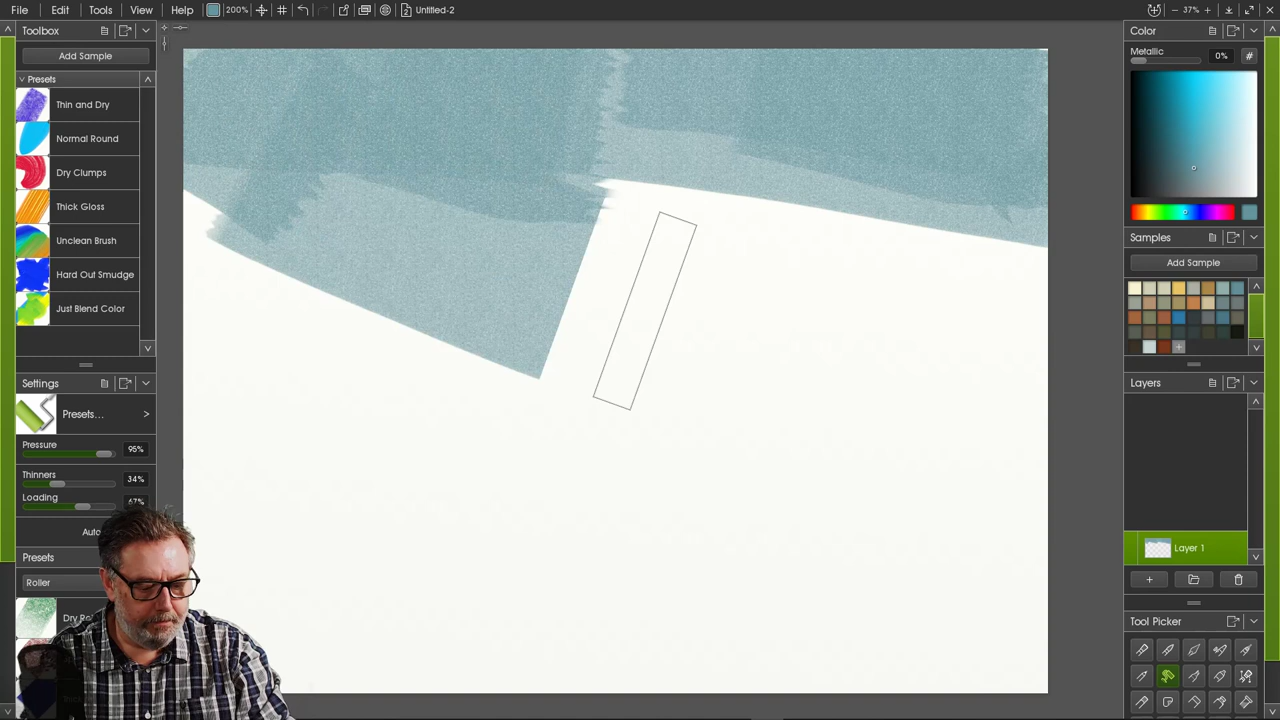 File Edit Tools View Help 200% Untitled-2 37%
Toolbox
Add Sample
Presets
Thin and Dry
Normal Round
Dry Clumps
Thick Gloss
Unclean Brush
Hard Out Smudge
Just Blend Color
Settings
Presets...
Pressure
95%
Thinners
34%
Loading
67%
Presets
Roller
Color
Metallic
0%
#
Samples
Add Sample
Layers
Layer 1
Tool Picker